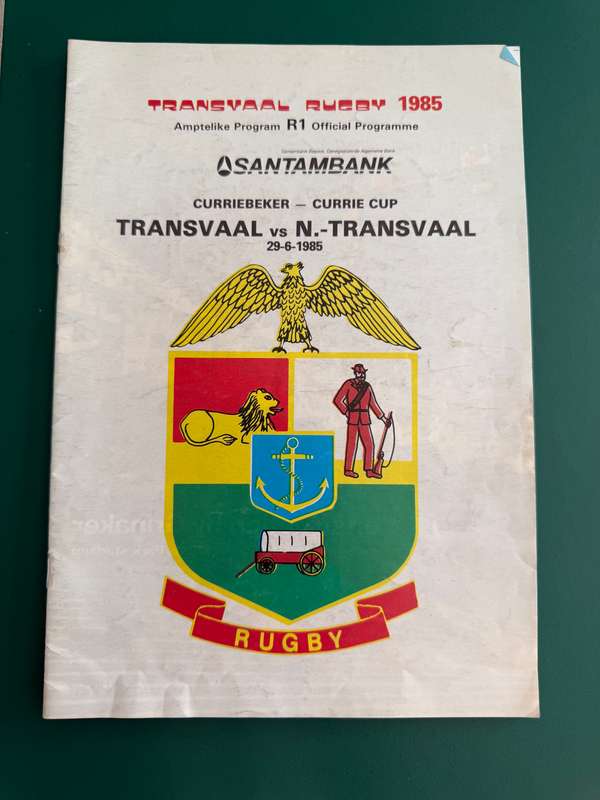 TRANSVAAL RUGBY 1985
Amptelike Program R1 Official Programme
SANTAMBANK
CURRIEBEKER — CURRIE CUP
TRANSVAAL vs N.-TRANSVAAL
29-6-1985
RUGBY